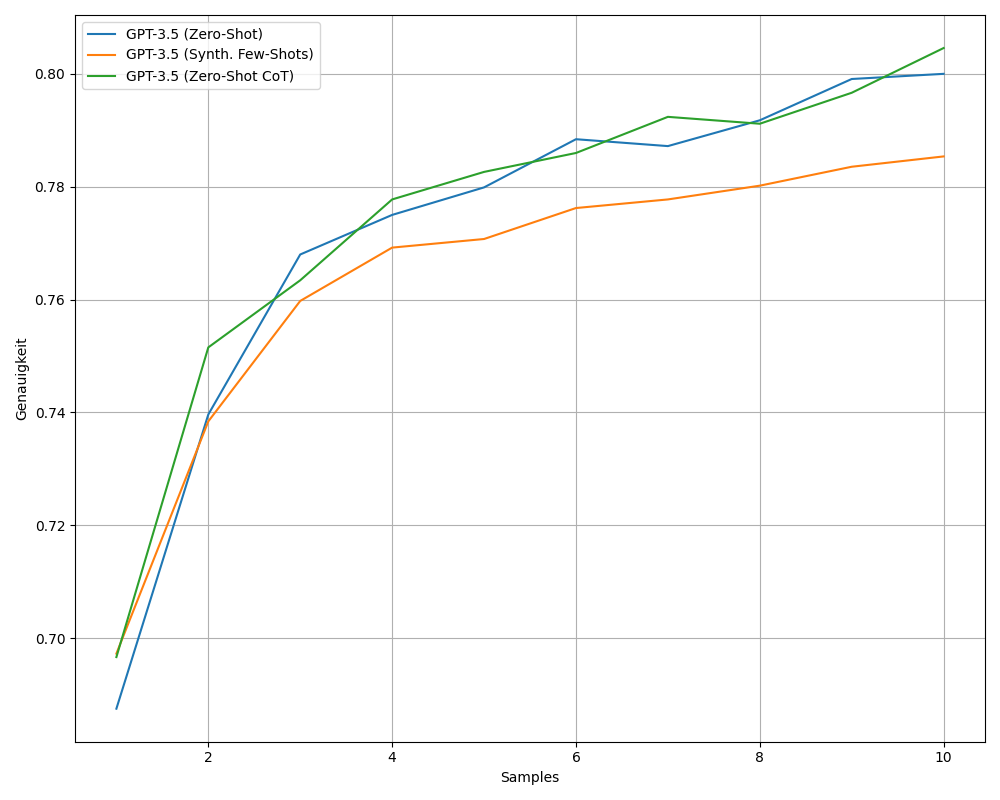 GPT-3.5 (Zero-Shot)
GPT-3.5 (Synth. Few-Shots)
GPT-3.5 (Zero-Shot CoT)
0.80
0.78
0.76
0.74
0.72
0.70
Genauigkeit
2 4 6 8 10
Samples